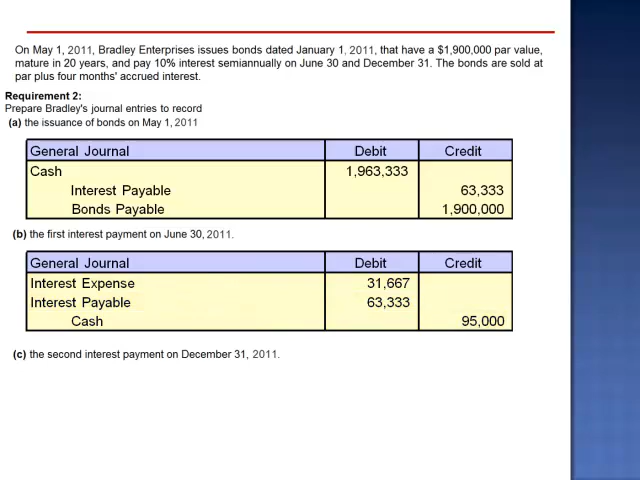 On May 1, 2011, Bradley Enterprises issues bonds dated January 1, 2011, that have a $1,900,000 par value,
mature in 20 years, and pay 10% interest semiannually on June 30 and December 31. The bonds are sold at
par plus four months' accrued interest.
Requirement 2:
Prepare Bradley's journal entries to record
(a) the issuance of bonds on May 1, 2011
General Journal Debit Credit
Cash 1,963,333
Interest Payable 63,333
Bonds Payable 1,900,000
(b) the first interest payment on June 30, 2011.
General Journal Debit Credit
Interest Expense 31,667
Interest Payable 63,333
Cash 95,000
(c) the second interest payment on December 31, 2011.